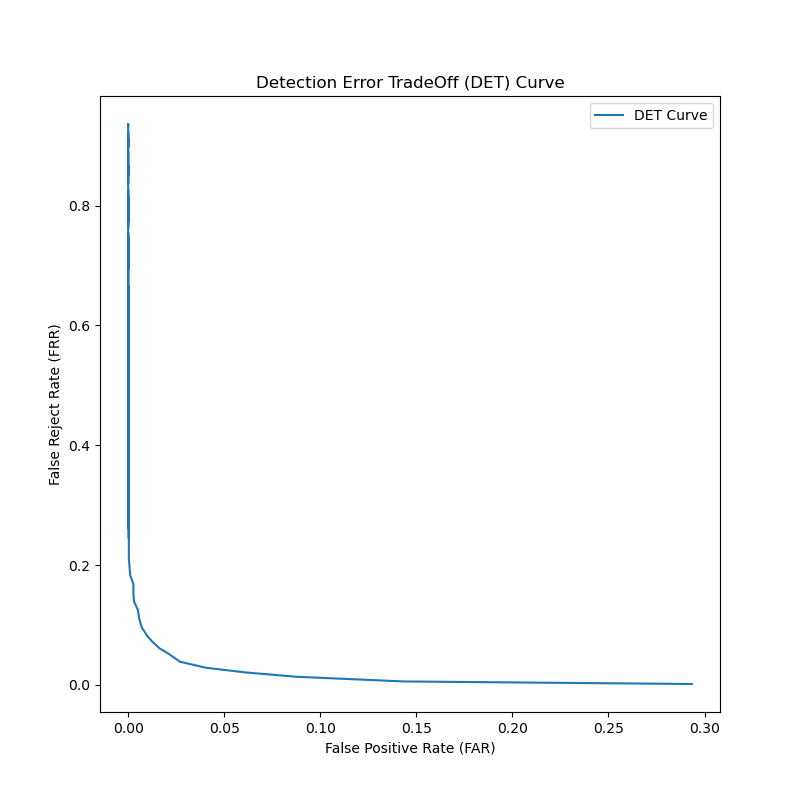 Detection Error TradeOff (DET) Curve
DET Curve
False Reject Rate (FRR)
0.8
0.6
0.4
0.2
0.0
0.00 0.05 0.10 0.15 0.20 0.25 0.30
False Positive Rate (FAR)